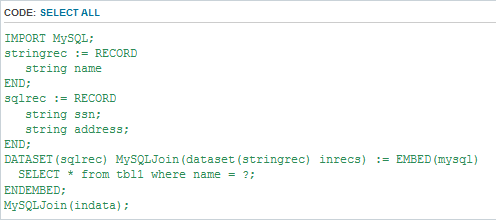 CODE: SELECT ALL
IMPORT MySQL;
stringrec := RECORD
   string name
END;
sqlrec := RECORD
   string ssn;
   string address;
END;
DATASET(sqlrec) MySQLJoin(dataset(stringrec) inrecs) := EMBED(mysql)
  SELECT * from tbl1 where name = ?;
ENDEMBED;
MySQLJoin(indata);